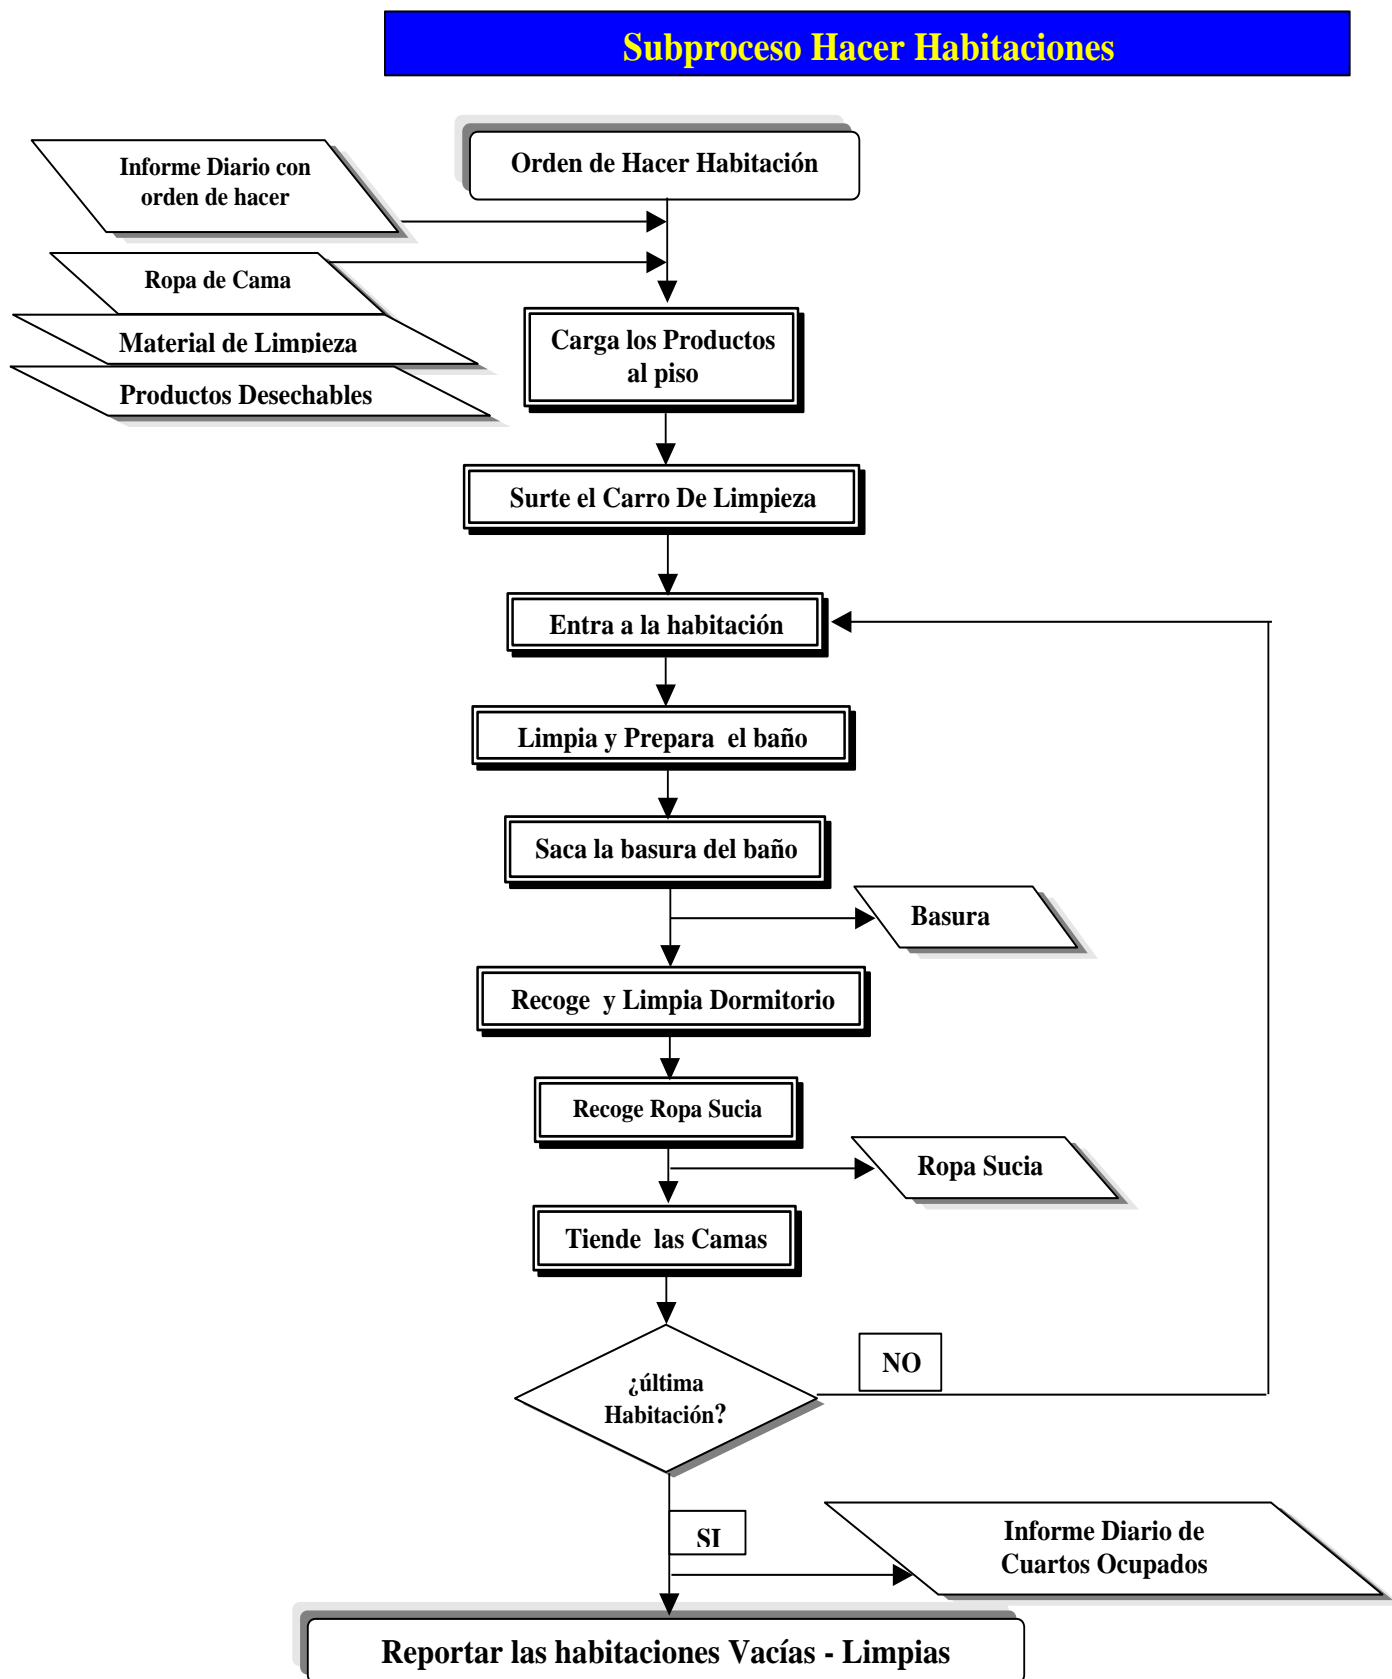 Subproceso Hacer Habitaciones
Orden de Hacer Habitación
Informe Diario con
orden de hacer
Ropa de Cama
Material de Limpieza
Productos Desechables
Carga los Productos
al piso
Surte el Carro De Limpieza
Entra a la habitación
Limpia y Prepara el baño
Saca la basura del baño
Basura
Recoge y Limpia Dormitorio
Recoge Ropa Sucia
Ropa Sucia
Tiende las Camas
¿última
Habitación?
NO
SI
Informe Diario de
Cuartos Ocupados
Reportar las habitaciones Vacías - Limpias